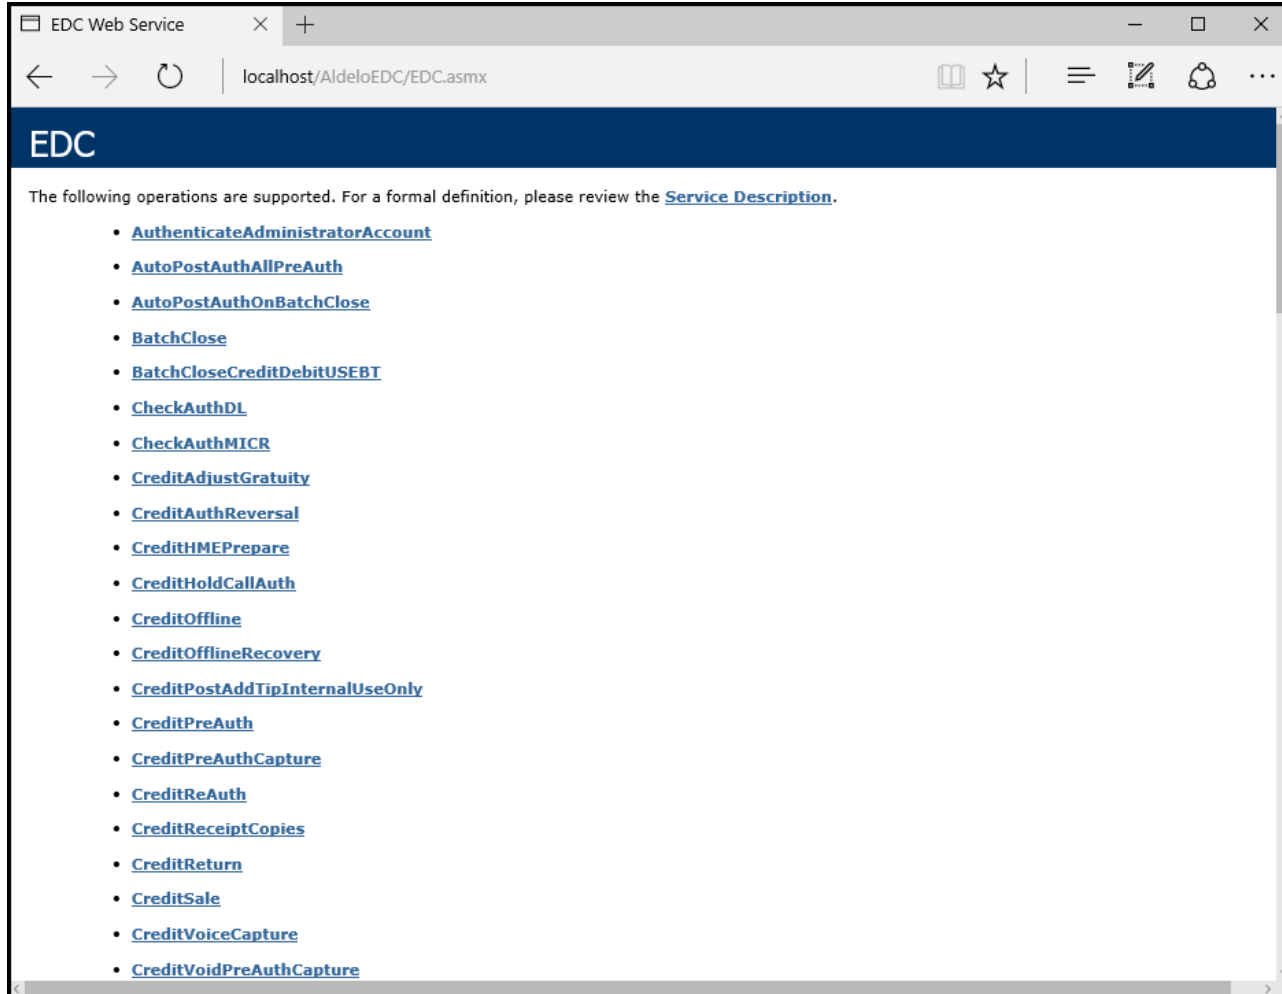 EDC Web Service
localhost/AldeloEDC/EDC.asmx
EDC
The following operations are supported. For a formal definition, please review the Service Description.
• AuthenticateAdministratorAccount
• AutoPostAuthAllPreAuth
• AutoPostAuthOnBatchClose
• BatchClose
• BatchCloseCreditDebitUSEBT
• CheckAuthDL
• CheckAuthMICR
• CreditAdjustGratuity
• CreditAuthReversal
• CreditHMEPrepare
• CreditHoldCallAuth
• CreditOffline
• CreditOfflineRecovery
• CreditPostAddTipInternalUseOnly
• CreditPreAuth
• CreditPreAuthCapture
• CreditReAuth
• CreditReceiptCopies
• CreditReturn
• CreditSale
• CreditVoiceCapture
• CreditVoidPreAuthCapture